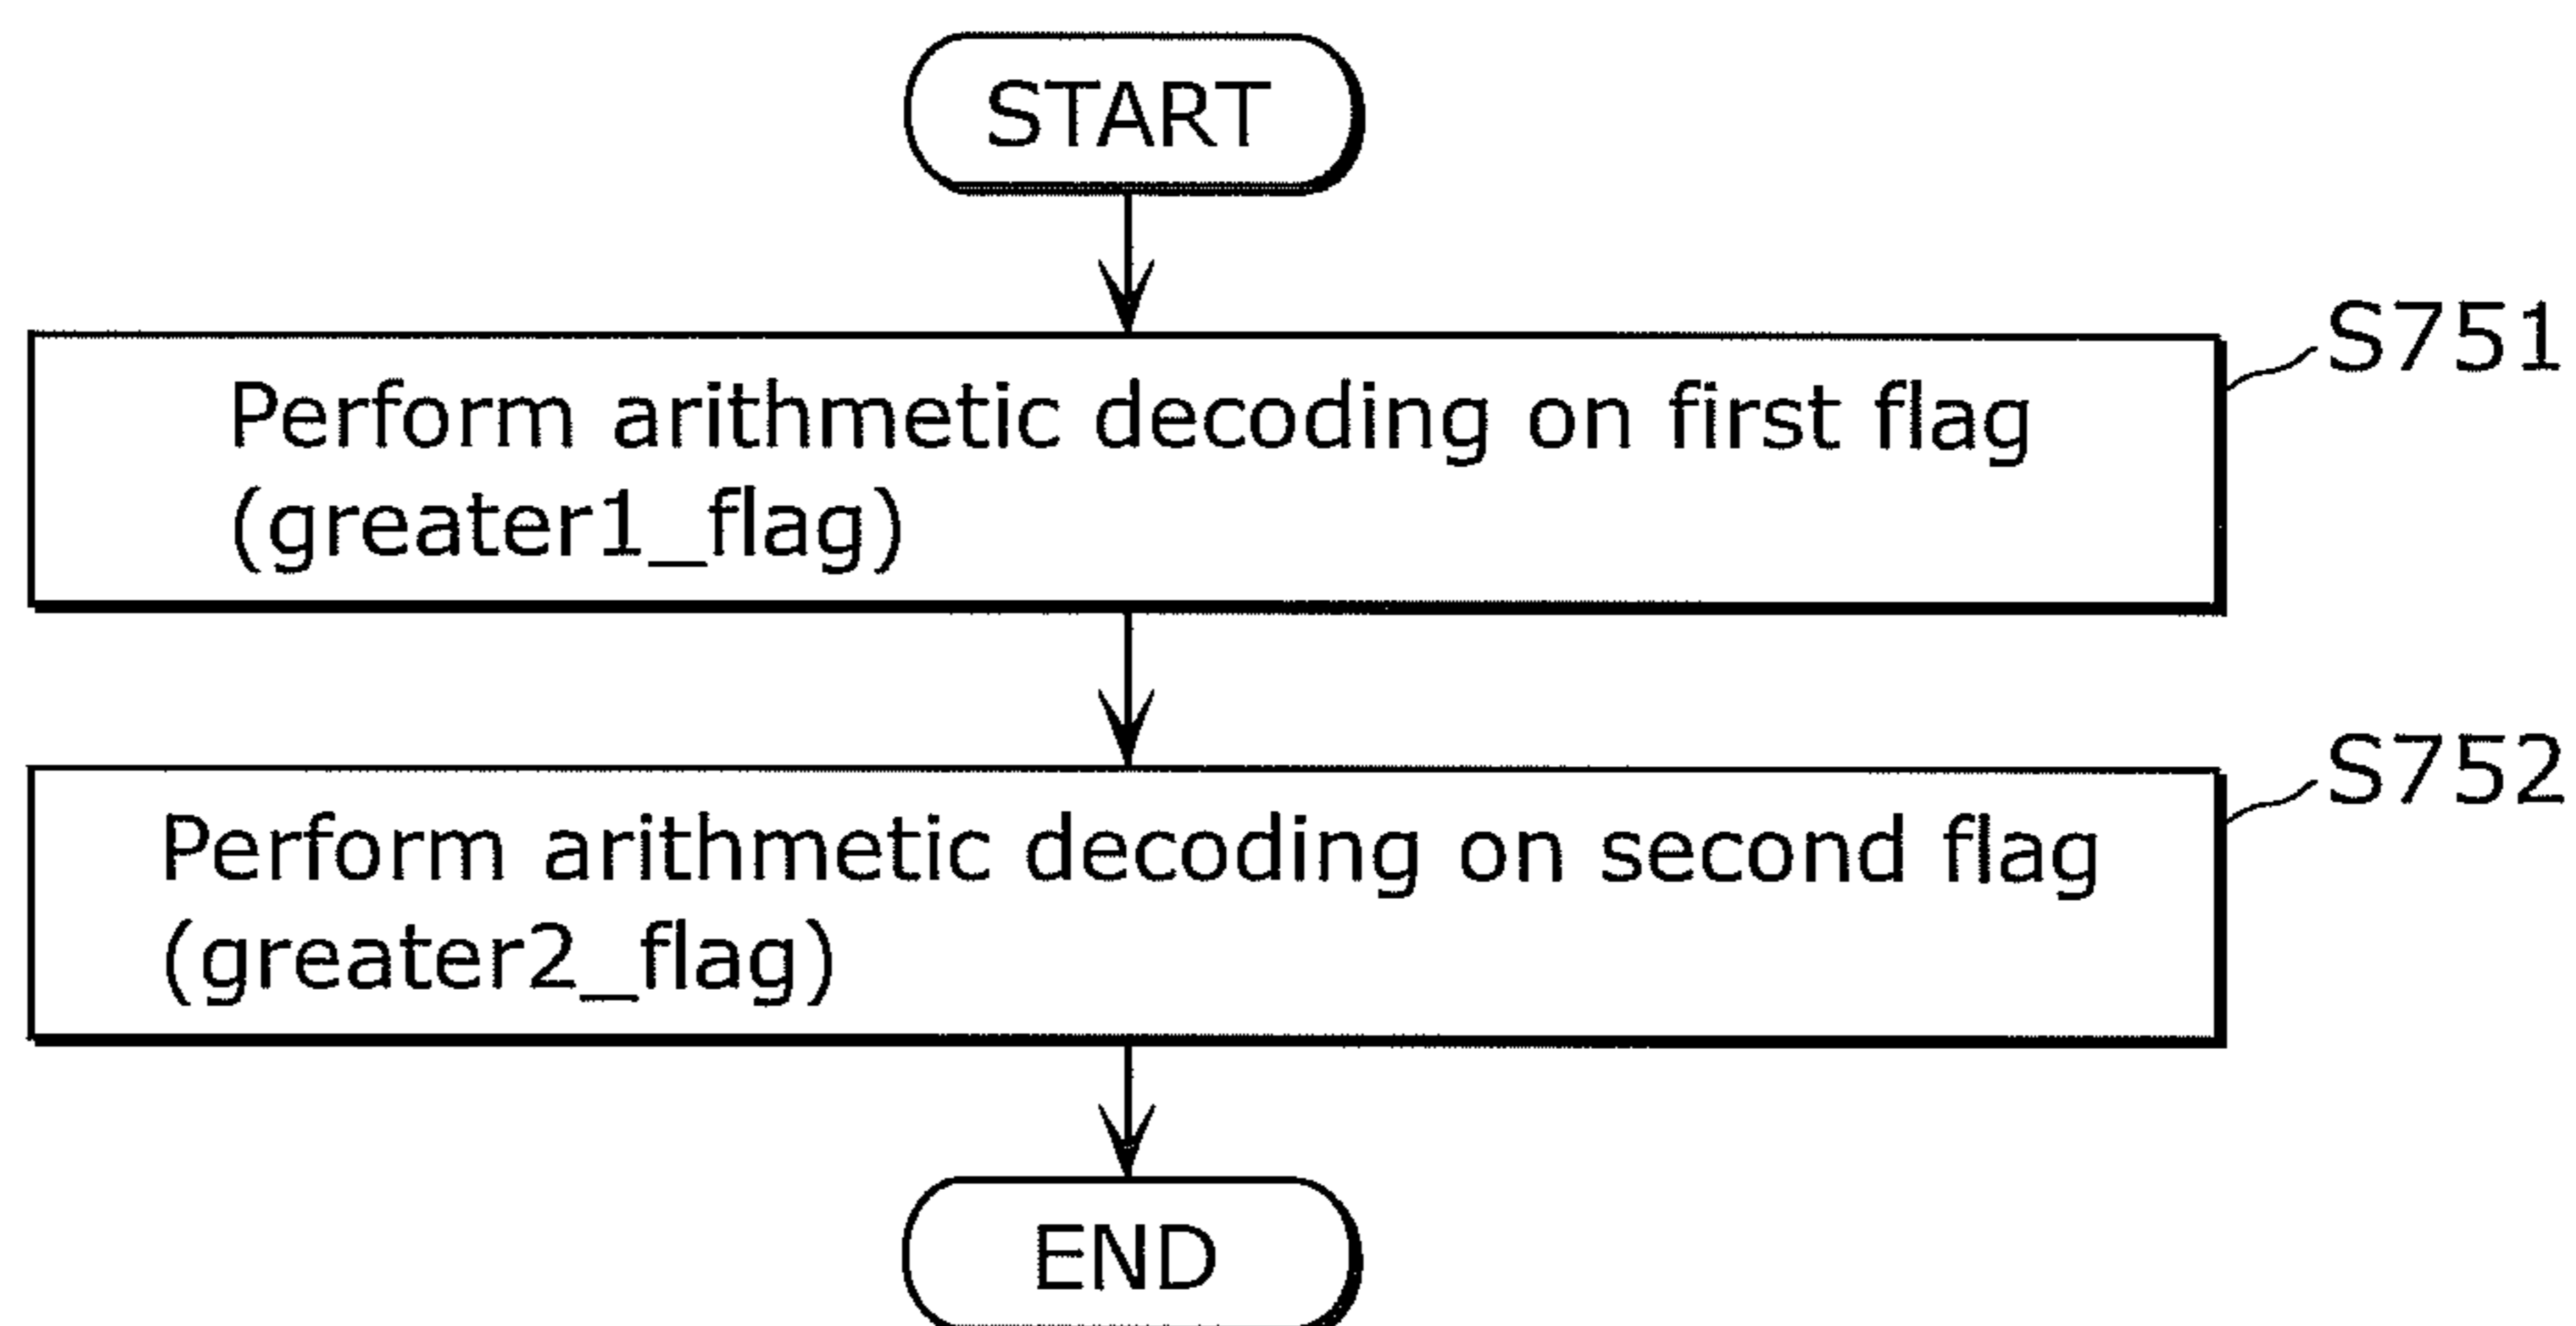 START
S751
Perform arithmetic decoding on first flag
(greater1_flag)
S752
Perform arithmetic decoding on second flag
(greater2_flag)
END